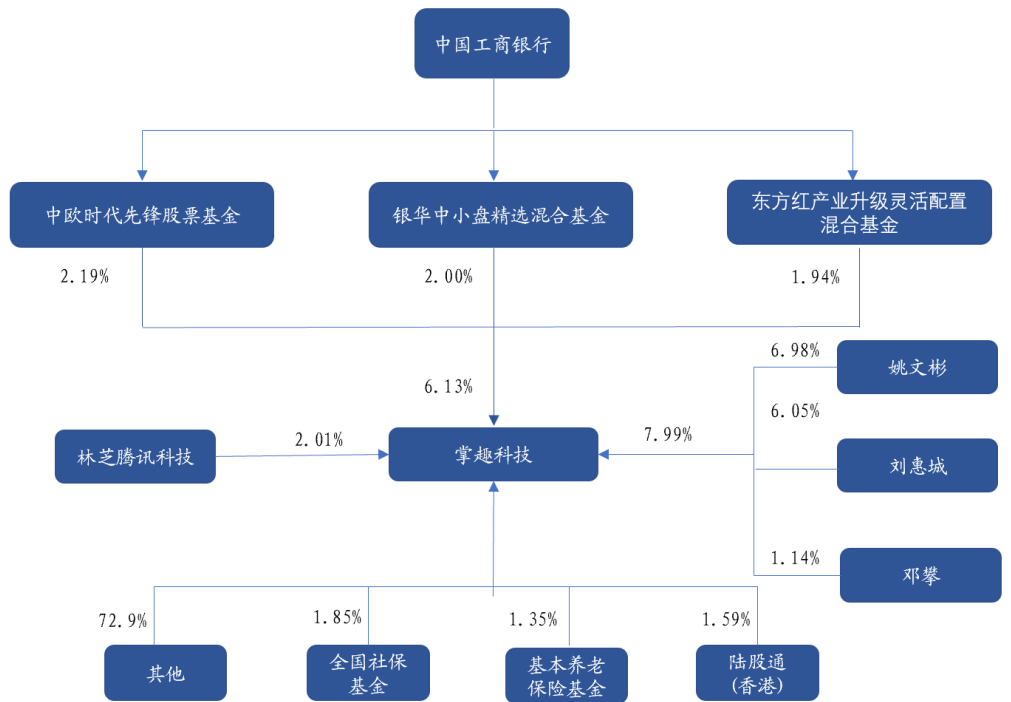 中国工商银行
中欧时代先锋股票基金
银华中小盘精选混合基金
东方红产业升级灵活配置
混合基金
2.19%
2.00%
1.94%
6.98%
姚文彬
6.13%
6.05%
林芝腾讯科技
2.01%
掌趣科技
7.99%
刘惠城
1.14%
邓攀
72.9%
1.85%
1.35%
1.59%
其他
全国社保
基金
基本养老
保险基金
陆股通
(香港)